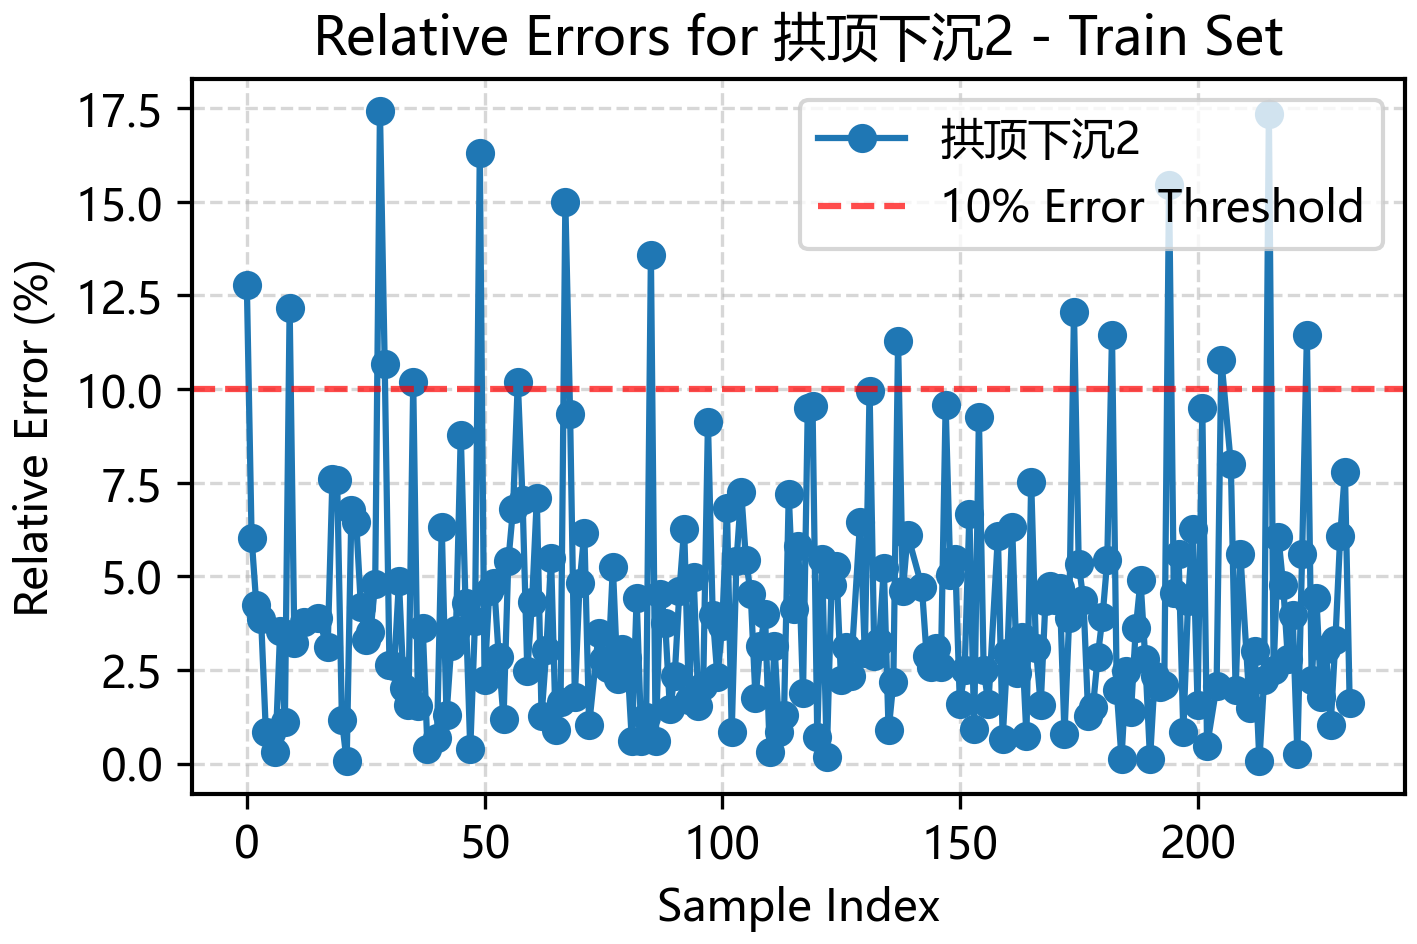 Relative Errors for 拱顶下沉2 - Train Set
拱顶下沉2
10% Error Threshold
Relative Error (%)
17.5
15.0
12.5
10.0
7.5
5.0
2.5
0.0
0 50 100 150 200
Sample Index